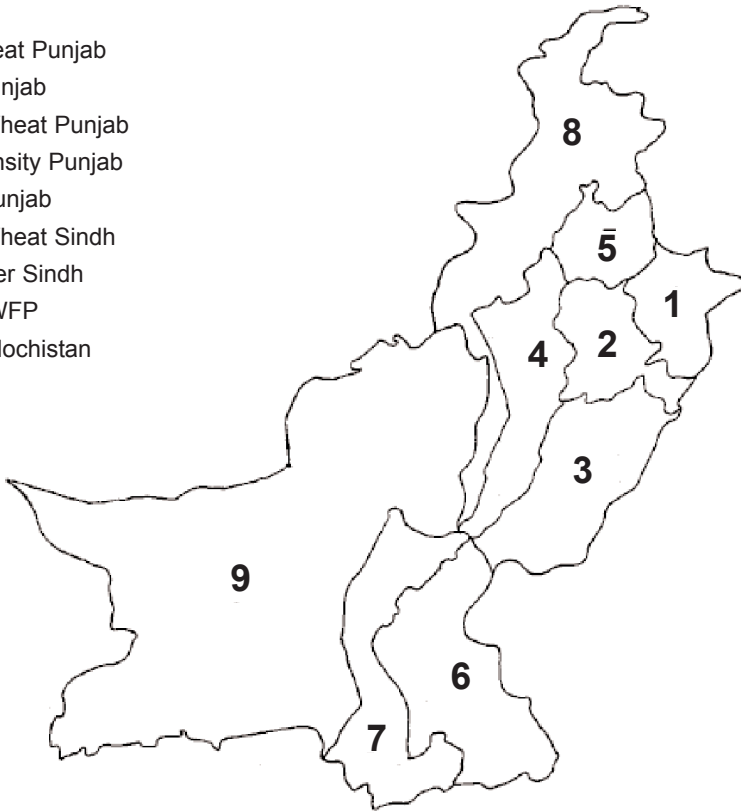 eat Punjab
njab
heat Punjab
nsity Punjab
unjab
heat Sindh
er Sindh
WFP
lochistan
8
5
1
2
4
3
9
6
7